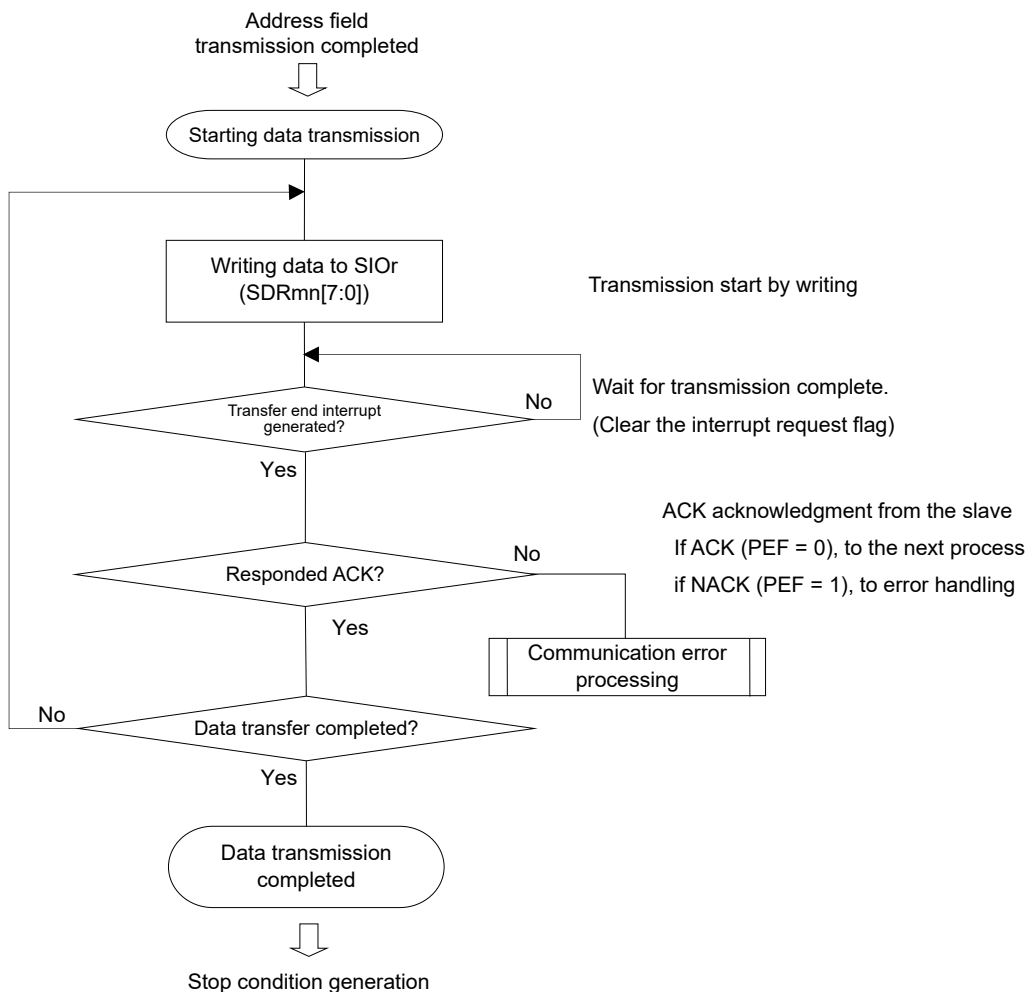 Address field
transmission completed
Starting data transmission
Writing data to SIOr
(SDRmn[7:0])
Transmission start by writing
Transfer end interrupt
generated?
No
Wait for transmission complete.
(Clear the interrupt request flag)
Yes
Responded ACK?
No
ACK acknowledgment from the slave
If ACK (PEF = 0), to the next process
if NACK (PEF = 1), to error handling
Yes
Communication error
processing
Data transfer completed?
No
Yes
Data transmission
completed
Stop condition generation